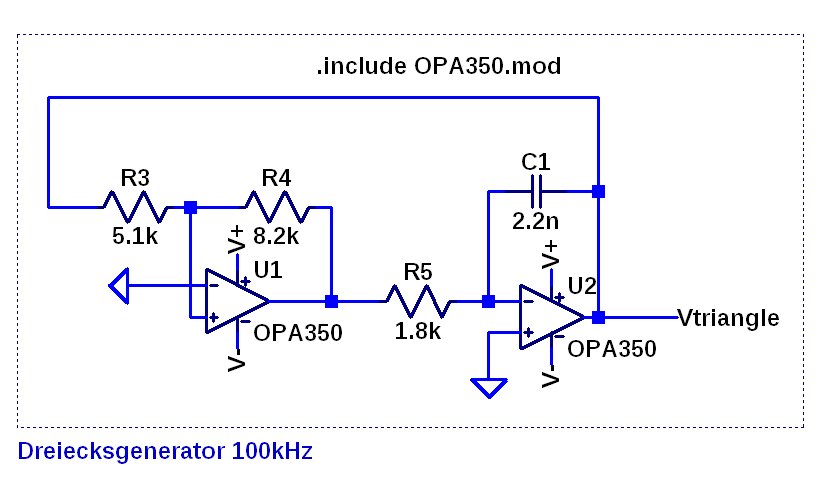 .include OPA350.mod
C1
R3
R4
2.2n
5.1k
V+
8.2k
V+
R5
U1
U2
-
+
-
+
+
-
1.8k
OPA350
+
-
Vtriangle
OPA350
V-
V-
Dreiecksgenerator 100kHz